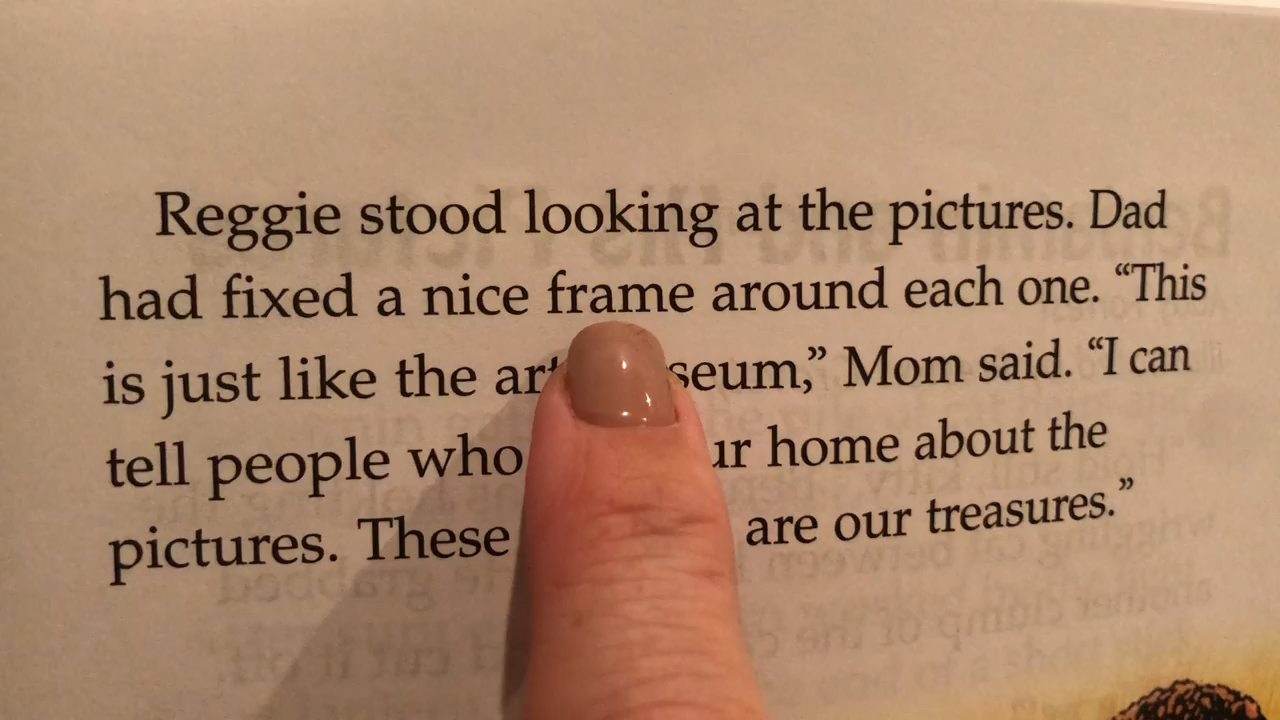 Reggie stood looking at the pictures. Dad
had fixed a nice frame around each one. “This
is just like the art seum,” Mom said. “I can
tell people who ur home about the
pictures. These are our treasures.”